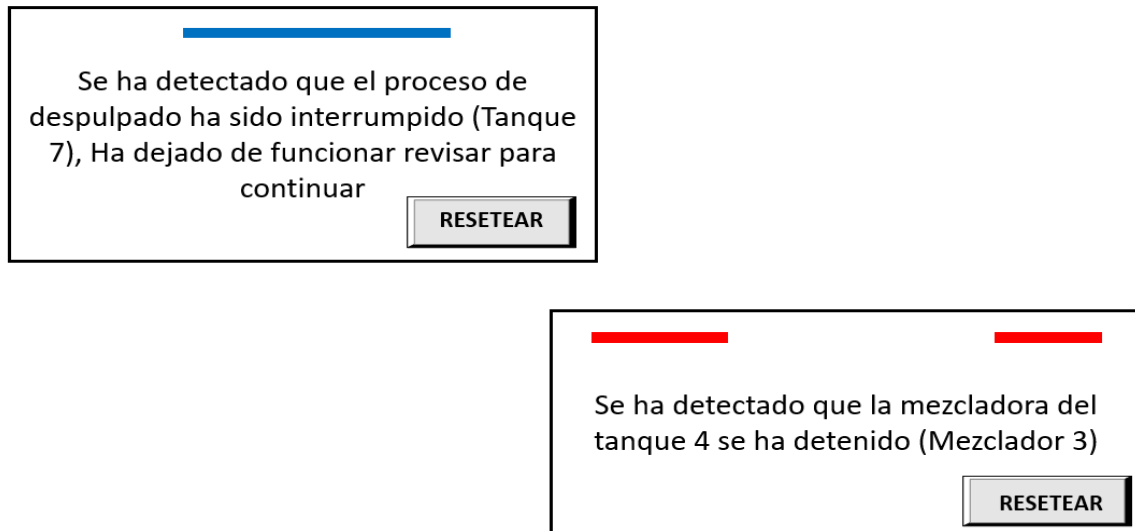 Se ha detectado que el proceso de
despulpado ha sido interrumpido (Tanque
7), Ha dejado de funcionar revisar para
continuar
RESETEAR
Se ha detectado que la mezcladora del
tanque 4 se ha detenido (Mezclador 3)
RESETEAR